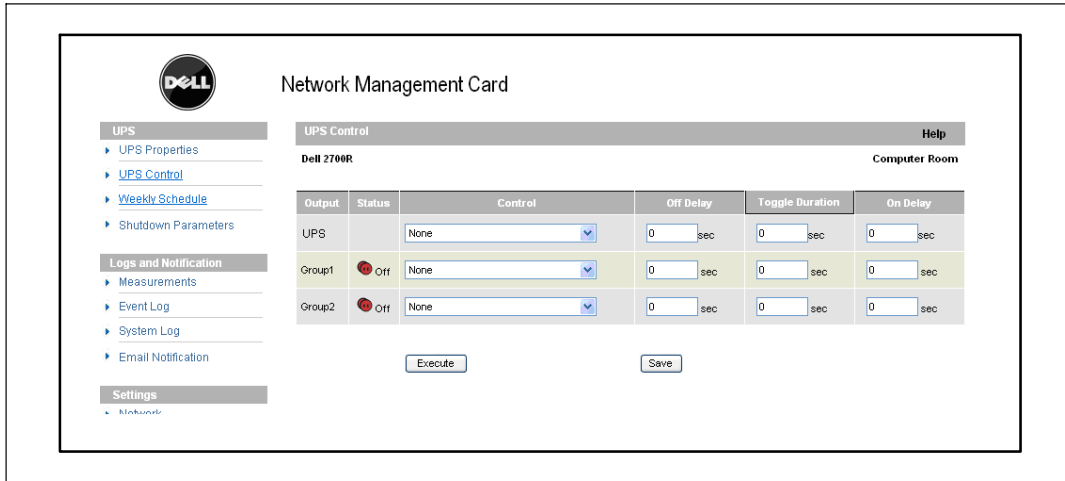 DELL
Network Management Card
UPS
UPS Properties
UPS Control
Weekly Schedule
Shutdown Parameters
Logs and Notification
Measurements
Event Log
System Log
Email Notification
Settings
Network
UPS Control Help
Dell 2700R Computer Room
Output Status Control Off Delay Toggle Duration On Delay
UPS None 0 sec 0 sec 0 sec
Group1 Off None 0 sec 0 sec 0 sec
Group2 Off None 0 sec 0 sec 0 sec
Execute Save